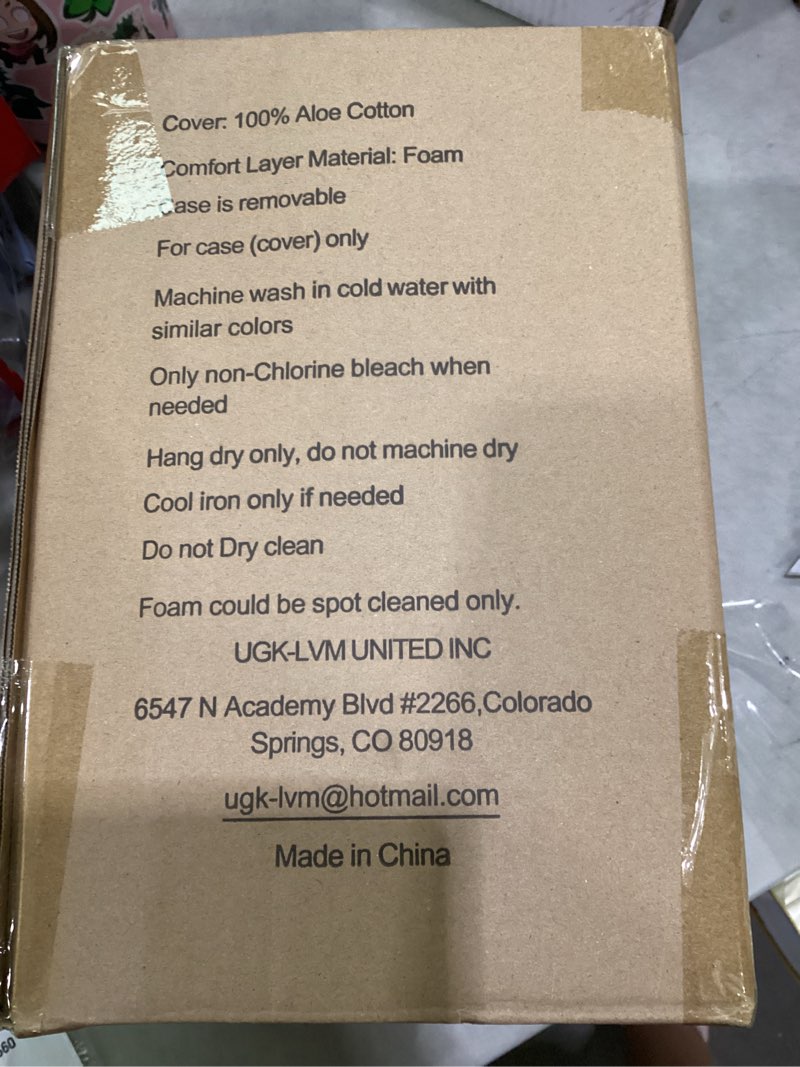 Cover: 100% Aloe Cotton
Comfort Layer Material: Foam
Case is removable
For case (cover) only
Machine wash in cold water with
similar colors
Only non-Chlorine bleach when
needed
Hang dry only, do not machine dry
Cool iron only if needed
Do not Dry clean
Foam could be spot cleaned only.
UGK-LVM UNITED INC
6547 N Academy Blvd #2266,Colorado
Springs, CO 80918
ugk-lvm@hotmail.com
Made in China